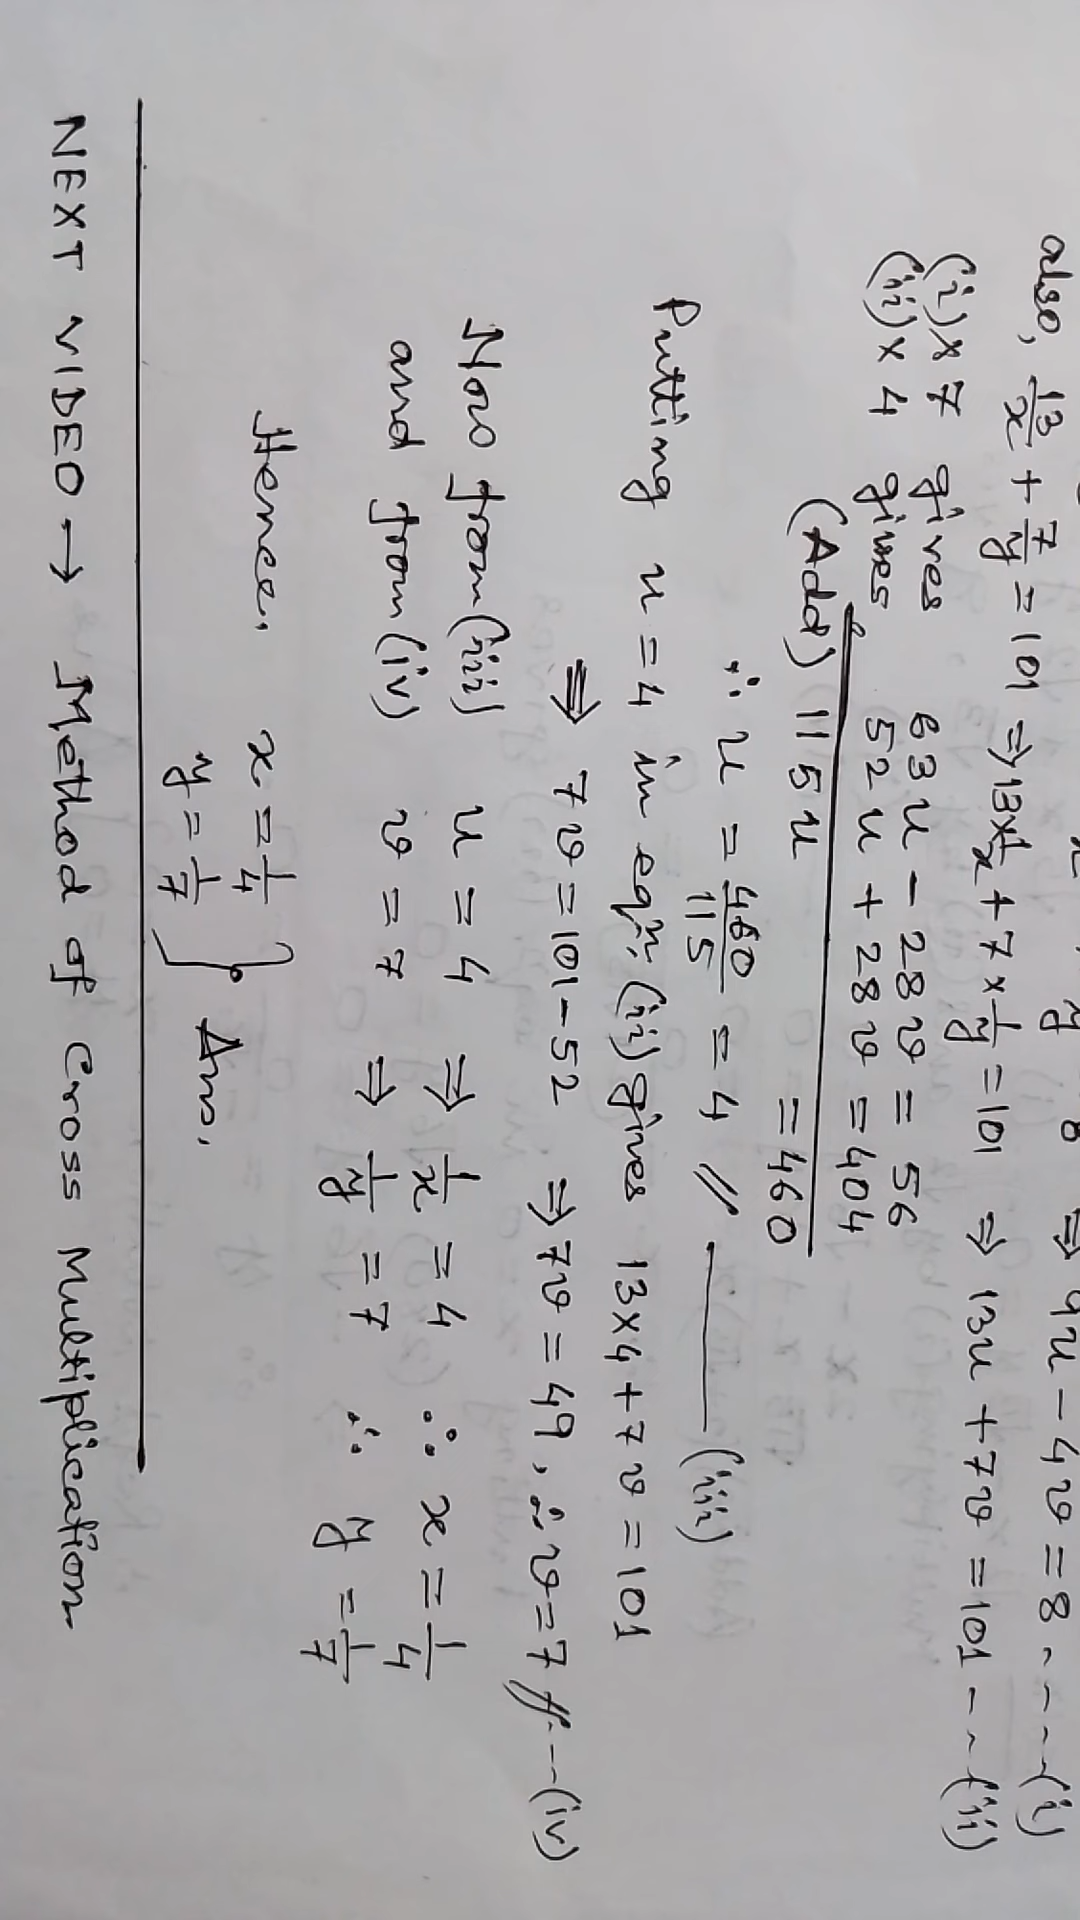 ⇒ 9u - 4v = 8 - - - (i)
also, 13/x + 7/y = 101 ⇒ 13×1/x + 7×1/y = 101 ⇒ 13u + 7v = 101 - - (ii)
(i)×7 gives 63u - 28v = 56
(ii)×4 gives 52u + 28v = 404
(Add) 115u = 460
∴ u = 460/115 = 4 // —— (iii)
Putting u = 4 in eqn. (ii) gives 13×4 + 7v = 101
⇒ 7v = 101 - 52 ⇒ 7v = 49, ∴ v = 7 // - - (iv)
Now from (iii) u = 4 ⇒ 1/x = 4 ∴ x = 1/4
and from (iv) v = 7 ⇒ 1/y = 7 ∴ y = 1/7
Hence, x = 1/4
y = 1/7 } Ans.
NEXT VIDEO → Method of Cross Multiplication